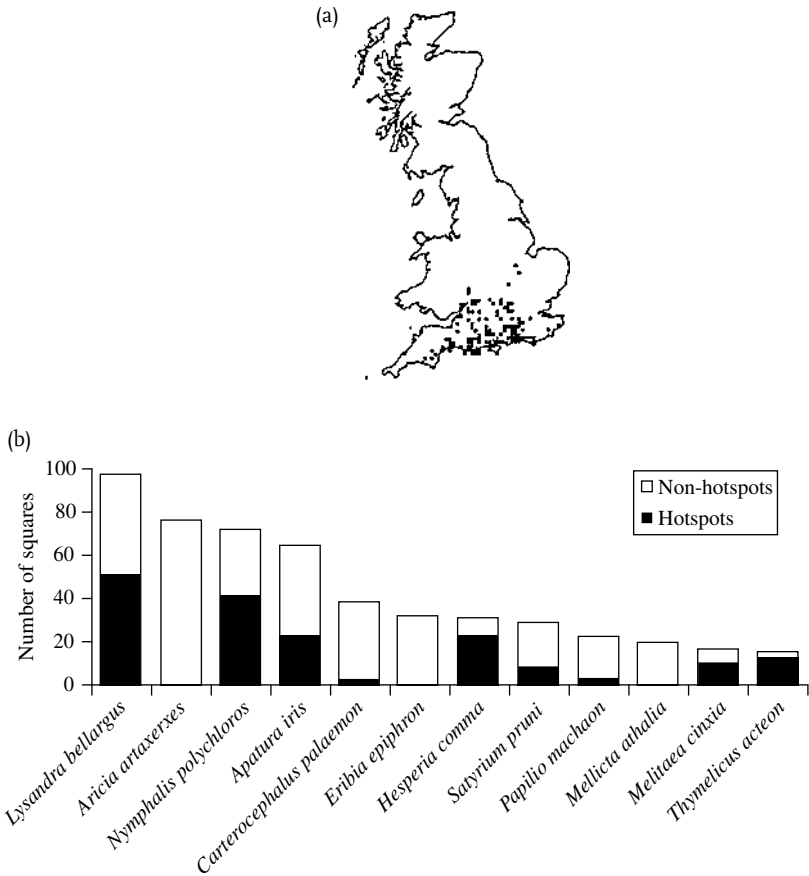 (a)
(b)
Number of squares
100
80
60
40
20
0
Non-hotspots
Hotspots
Lysandra bellargus
Aricia artaxerxes
Nymphalis polychloros
Apatura iris
Carterocephalus palaemon
Eribia epiphron
Hesperia comma
Satyrium pruni
Papilio machaon
Mellicta athalia
Melitaea cinxia
Thymelicus acteon